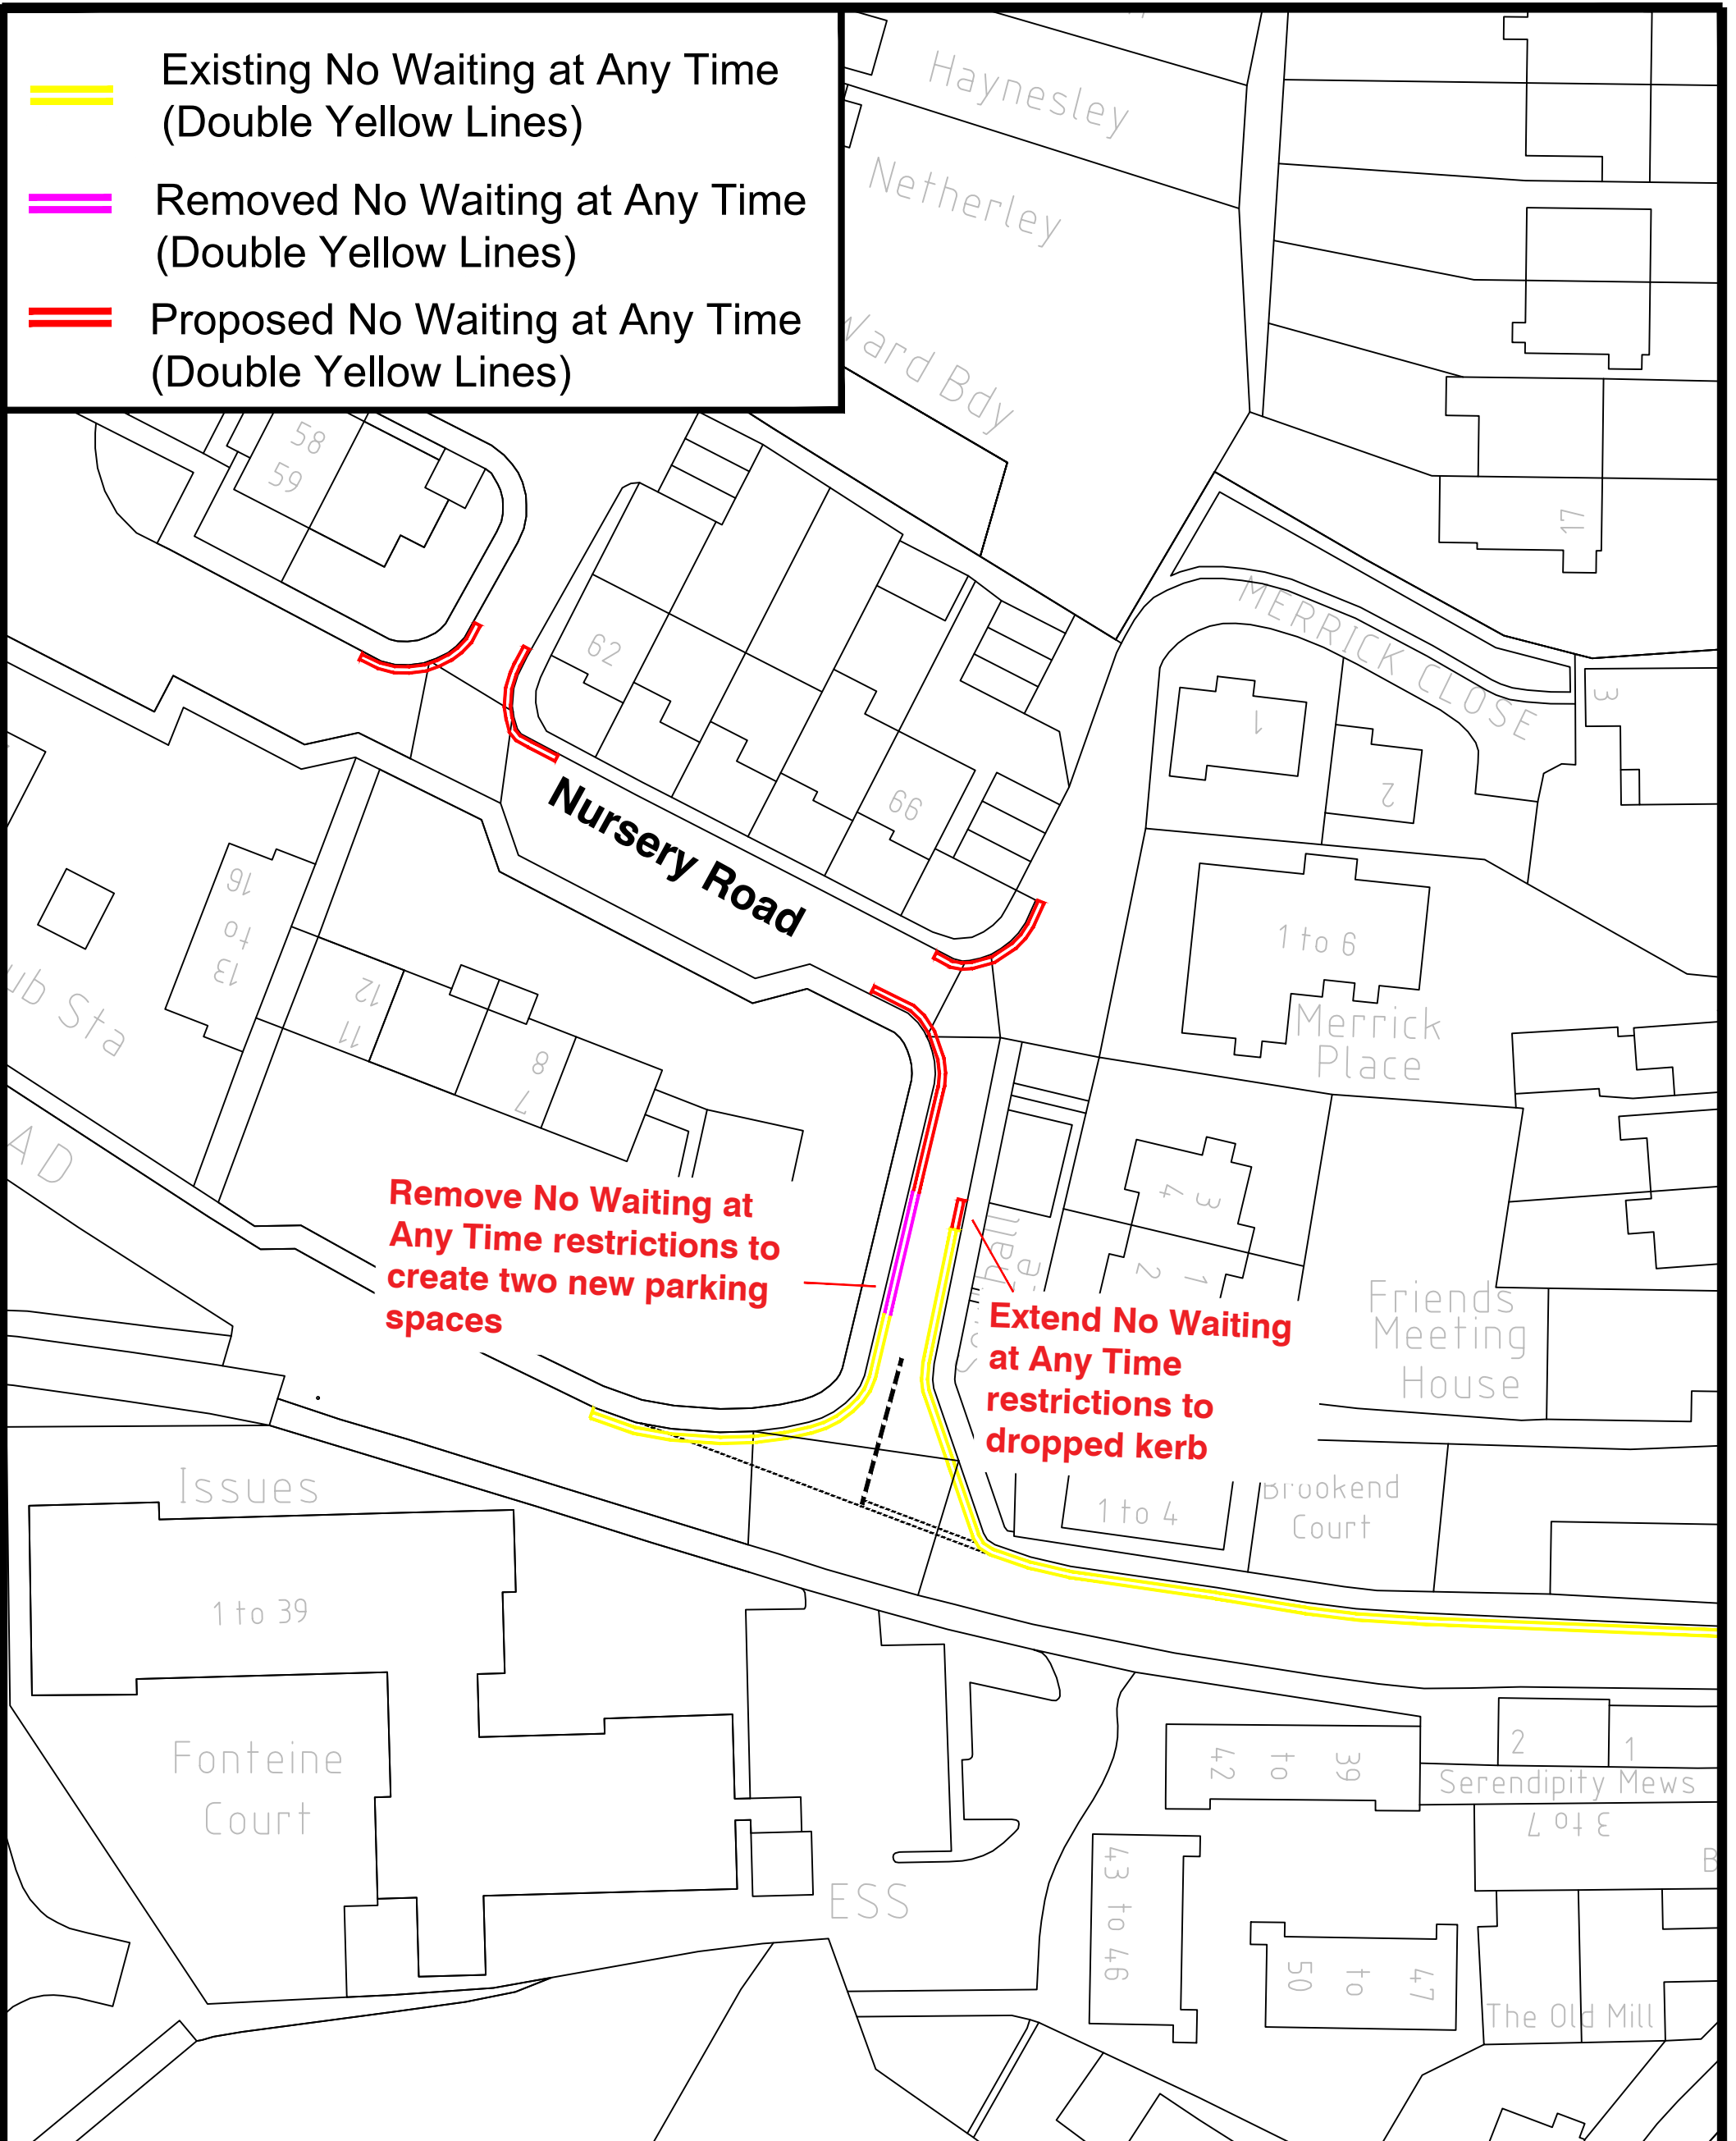 Existing No Waiting at Any Time
(Double Yellow Lines)
Removed No Waiting at Any Time
(Double Yellow Lines)
Proposed No Waiting at Any Time
(Double Yellow Lines)
Haynesley
Netherley
Ward Bdy
58
59
17
MERRICK CLOSE
62
3
1
2
66
Nursery Road
16
to
13
1 to 6
12
11
Merrick
Place
ub Sta
8
7
AD
3
4
1
2
Remove No Waiting at
Any Time restrictions to
create two new parking
spaces
Extend No Waiting
at Any Time
restrictions to
dropped kerb
Friends
Meeting
House
Issues
1 to 4
Brookend
Court
1 to 39
Fonteine
Court
42 to 39
2
1
Serendipity Mews
3 to 7
B
ESS
43 to 46
50 to 47
The Old Mill